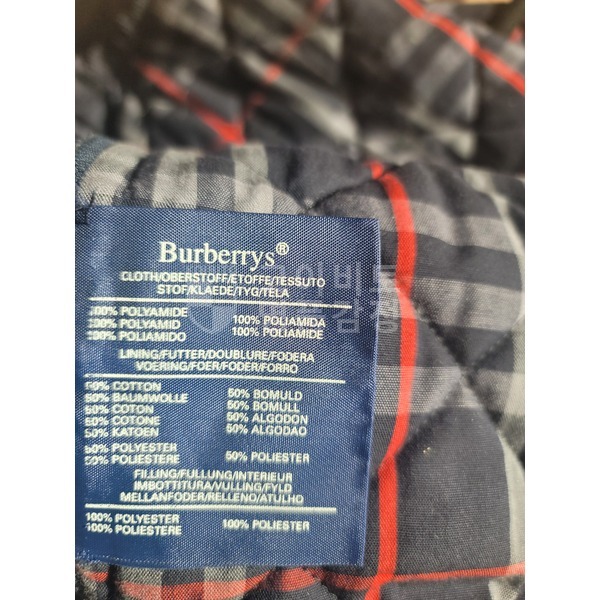 Burberrys®
CLOTH/OBERSTOFF/ETOFFE/TESSUTO
STOF/KLAEDE/TYG/TELA
100% POLYAMIDE
100% POLYAMID 100% POLIAMIDA
100% POLIAMIDO 100% POLIAMIDE
LINING/FUTTER/DOUBLURE/FODERA
VOERING/FOER/FODER/FORRO
50% COTTON 50% BOMULD
50% BAUMWOLLE 50% BOMULL
50% COTON 50% ALGODON
50% COTONE 50% ALGODAO
50% KATOEN
50% POLYESTER
50% POLIESTERE 50% POLIESTER
FILLING/FULLUNG/INTERIEUR
IMBOTTITURA/VULLING/FYLD
MELLANFODER/RELLENO/ATULHO
100% POLYESTER 100% POLIESTER
100% POLIESTERE